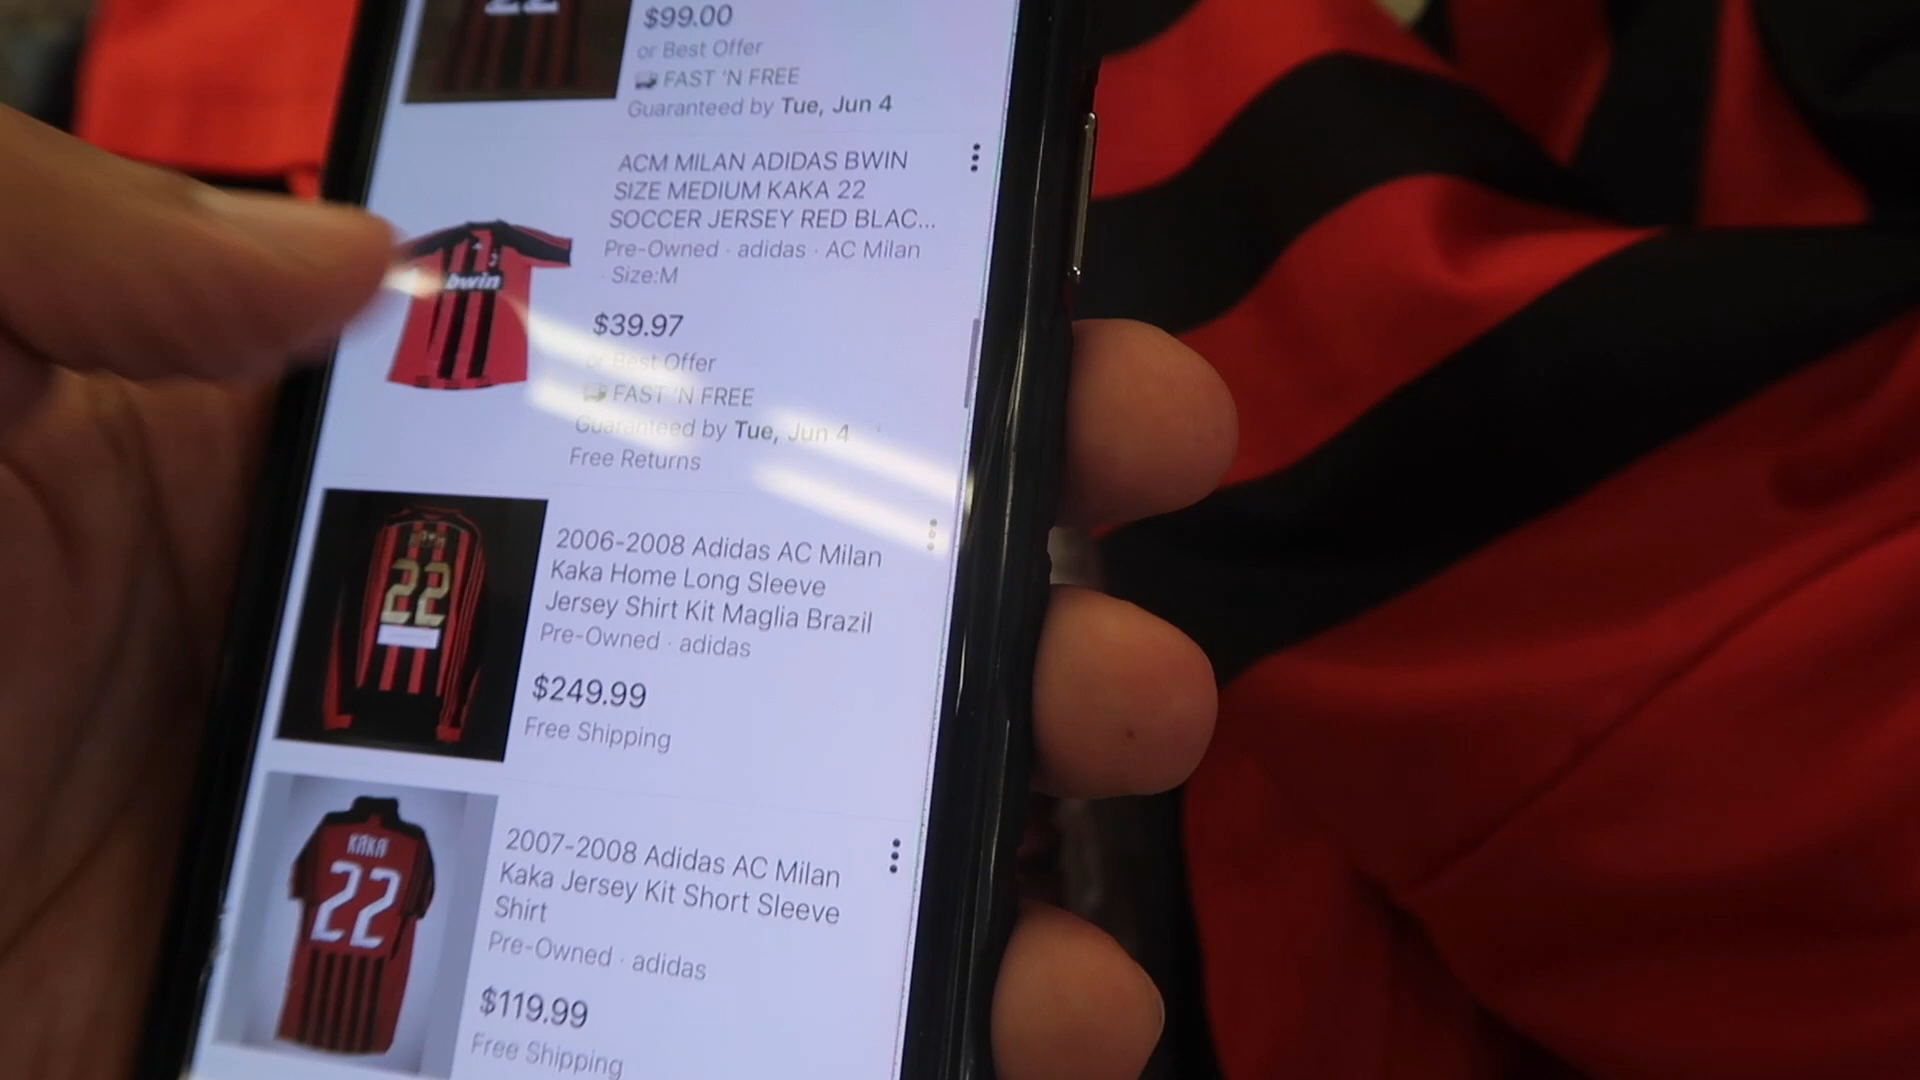 22
$99.00
or Best Offer
FAST 'N FREE
Guaranteed by Tue, Jun 4
ACM MILAN ADIDAS BWIN
SIZE MEDIUM KAKA 22
SOCCER JERSEY RED BLAC...
Pre-Owned · adidas · AC Milan
· Size:M
bwin
$39.97
or Best Offer
FAST 'N FREE
Guaranteed by Tue, Jun 4
Free Returns
22
2006-2008 Adidas AC Milan
Kaka Home Long Sleeve
Jersey Shirt Kit Maglia Brazil
Pre-Owned · adidas
$249.99
Free Shipping
KAKA
22
2007-2008 Adidas AC Milan
Kaka Jersey Kit Short Sleeve
Shirt
Pre-Owned · adidas
$119.99
Free Shipping